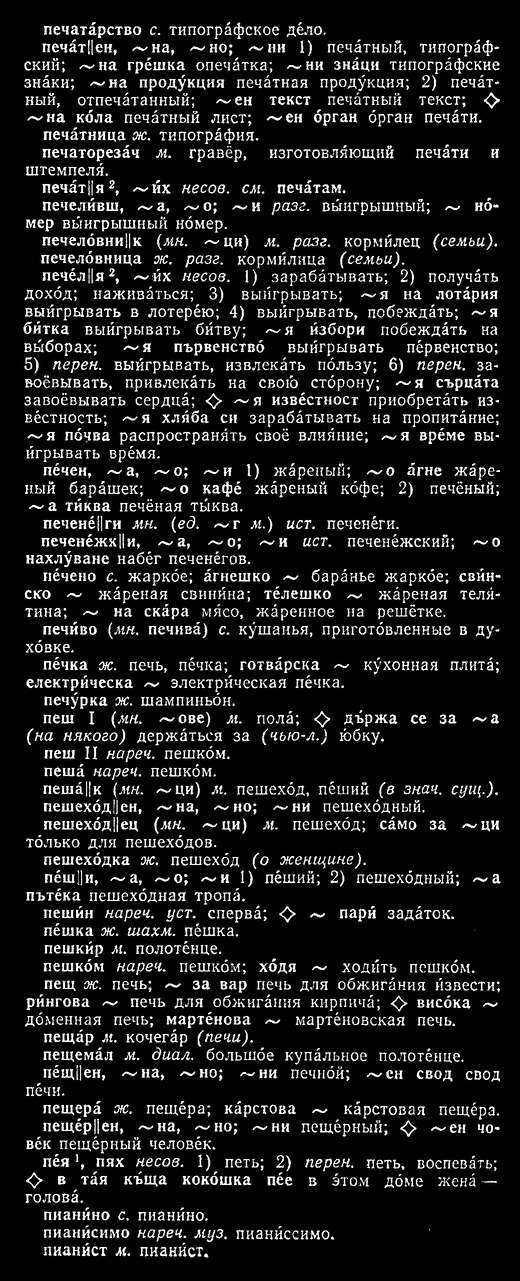 печата́рство с. типогра́фское де́ло.
печа́т||ен, ~на, ~но; ~ни 1) печа́тный, типогра́ф-
ский; ~на гре́шка опеча́тка; ~ни зна́ци типогра́фские
зна́ки; ~на проду́кция печа́тная проду́кция; 2) печа́т-
ный, отпеча́танный; ~ен текст печа́тный текст; ◇
~на ко́ла печа́тный лист; ~ен о́рган о́рган печа́ти.
печа́тница ж. типогра́фия.
печатореза́ч м. гравёр, изготовля́ющий печа́ти и
штемпеля́.
печа́т||я², ~их несов. см. печа́там.
печели́вш, ~а, ~о; ~и разг. вы́игрышный; ~ но́-
мер вы́игрышный но́мер.
печело́вни||к (мн. ~ци) м. разг. корми́лец (семьи).
печело́вница ж. разг. корми́лица (семьи).
пече́л||я², ~их несов. 1) зараба́тывать; 2) получа́ть
дохо́д; нажива́ться; 3) выи́грывать; ~я на лота́рия
выи́грывать в лотере́ю; 4) выи́грывать, побежда́ть; ~я
би́тка выи́грывать би́тву; ~я и́збори побежда́ть на
вы́борах; ~я първенство́ выи́грывать пе́рвенство;
5) перен. выи́грывать, извлека́ть по́льзу; 6) перен. за-
воёвывать, привлека́ть на свою́ сто́рону; ~я сърца́та
завоёвывать сердца́; ◇ ~я изве́стност приобрета́ть из-
ве́стность; ~я хля́ба си зараба́тывать на пропита́ние;
~я по́чва распространя́ть своё влия́ние; ~я вре́ме вы-
и́грывать вре́мя.
пе́чен, ~а, ~о; ~и 1) жа́реный; ~о а́гне жа́ре-
ный бара́шек; ~о кафе́ жа́реный ко́фе; 2) печёный;
~а ти́ква печёная ты́ква.
печене́||ги мн. (ед. ~г м.) ист. печене́ги.
печене́жк||и, ~а, ~о; ~и ист. печене́жский; ~о
нахлу́ване набе́г печене́гов.
пе́чено с. жарко́е; а́гнешко ~ бара́нье жарко́е; сви́н-
ско ~ жа́реная свини́на; те́лешко ~ жа́реная теля́-
тина; ~ на ска́ра мя́со, жа́ренное на решётке.
печи́во (мн. печива́) с. ку́шанья, пригото́вленные в ду-
хо́вке.
пе́чка ж. печь, пе́чка; готва́рска ~ ку́хонная плита́;
електри́ческа ~ электри́ческая пе́чка.
печу́рка ж. шампиньо́н.
пеш I (мн. ~ове) м. пола́; ◇ държа́ се за ~а
(на някого) держа́ться за (чью-л.) ю́бку.
пеш II нареч. пешко́м.
пеша́ нареч. пешко́м.
пеша́||к (мн. ~ци) м. пешехо́д, пе́ший (в знач. сущ.).
пешехо́д||ен, ~на, ~но; ~ни пешехо́дный.
пешехо́д||ец (мн. ~ци) м. пешехо́д; са́мо за ~ци
то́лько для пешехо́дов.
пешехо́дка ж. пешехо́д (о женщине).
пе́ш||и, ~а, ~о; ~и 1) пе́ший; 2) пешехо́дный; ~а
пъте́ка пешехо́дная тропа́.
пеши́н нареч. уст. сперва́; ◇ ~ пари́ зада́ток.
пе́шка ж. шахм. пе́шка.
пешки́р м. полоте́нце.
пешко́м нареч. пешко́м; хо́дя ~ ходи́ть пешко́м.
пещ ж. печь; ~ за вар печь для обжига́ния и́звести;
ри́нгова ~ печь для обжига́ния кирпича́; ◇ висо́ка ~
до́менная печь; марте́нова ~ марте́новская печь.
пеща́р м. кочега́р (печи).
пещема́л м. диал. большо́е купа́льное полоте́нце.
пе́щ||ен, ~на, ~но; ~ни печно́й; ~ен свод свод
пе́чи.
пещера́ ж. пеще́ра; ка́рстова ~ ка́рстовая пеще́ра.
пеще́р||ен, ~на, ~но; ~ни пеще́рный; ◇ ~ен чо-
ве́к пеще́рный челове́к.
пе́я¹, пях несов. 1) петь; 2) перен. петь, воспева́ть;
◇ в та́я къ́ща коко́шка пе́е в э́том до́ме жена́ —
голова́.
пиани́но с. пиани́но.
пиани́симо нареч. муз. пиани́ссимо.
пиани́ст м. пиани́ст.